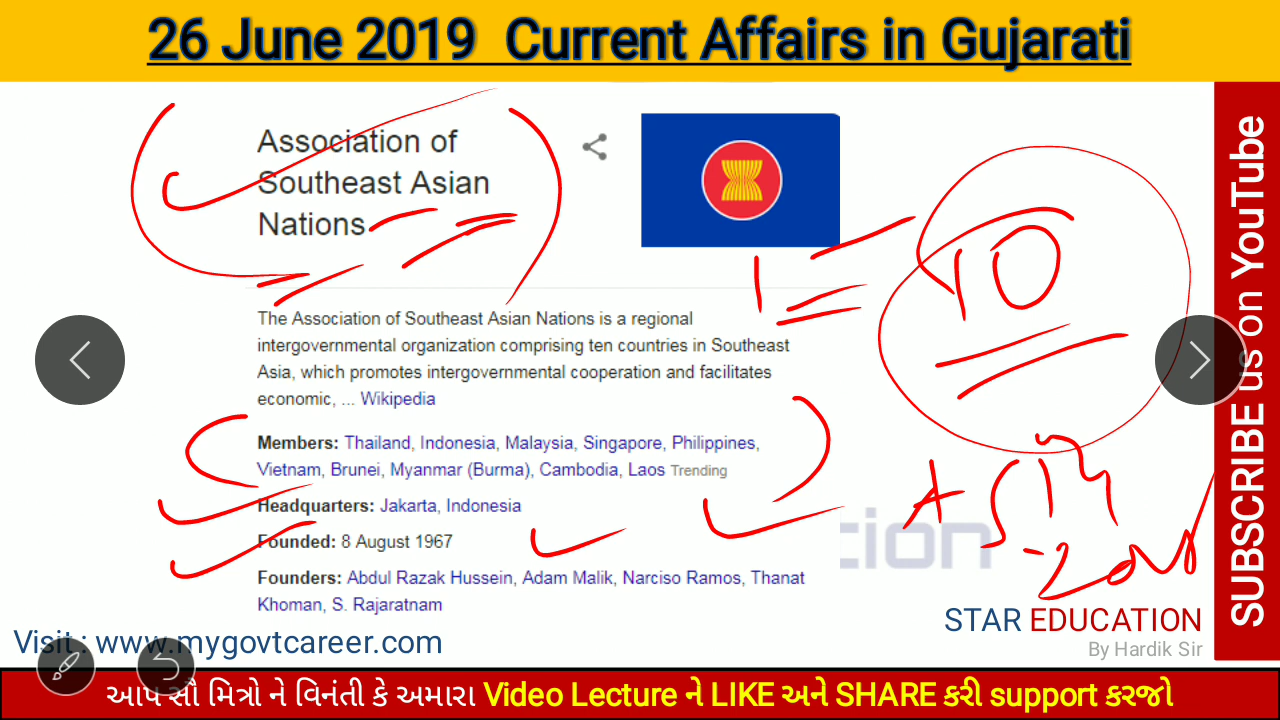 26 June 2019 Current Affairs in Gujarati
Association of
Southeast Asian
Nations
The Association of Southeast Asian Nations is a regional
intergovernmental organization comprising ten countries in Southeast
Asia, which promotes intergovernmental cooperation and facilitates
economic, ... Wikipedia
Members: Thailand, Indonesia, Malaysia, Singapore, Philippines,
Vietnam, Brunei, Myanmar (Burma), Cambodia, Laos Trending
Headquarters: Jakarta, Indonesia
Founded: 8 August 1967
Founders: Abdul Razak Hussein, Adam Malik, Narciso Ramos, Thanat
Khoman, S. Rajaratnam
10
STAR EDUCATION
By Hardik Sir
Visit : www.mygovtcareer.com
SUBSCRIBE us on YouTube
આપ સૌ મિત્રો ને વિનંતી કે અમારા Video Lecture ને LIKE અને SHARE કરી support કરજો